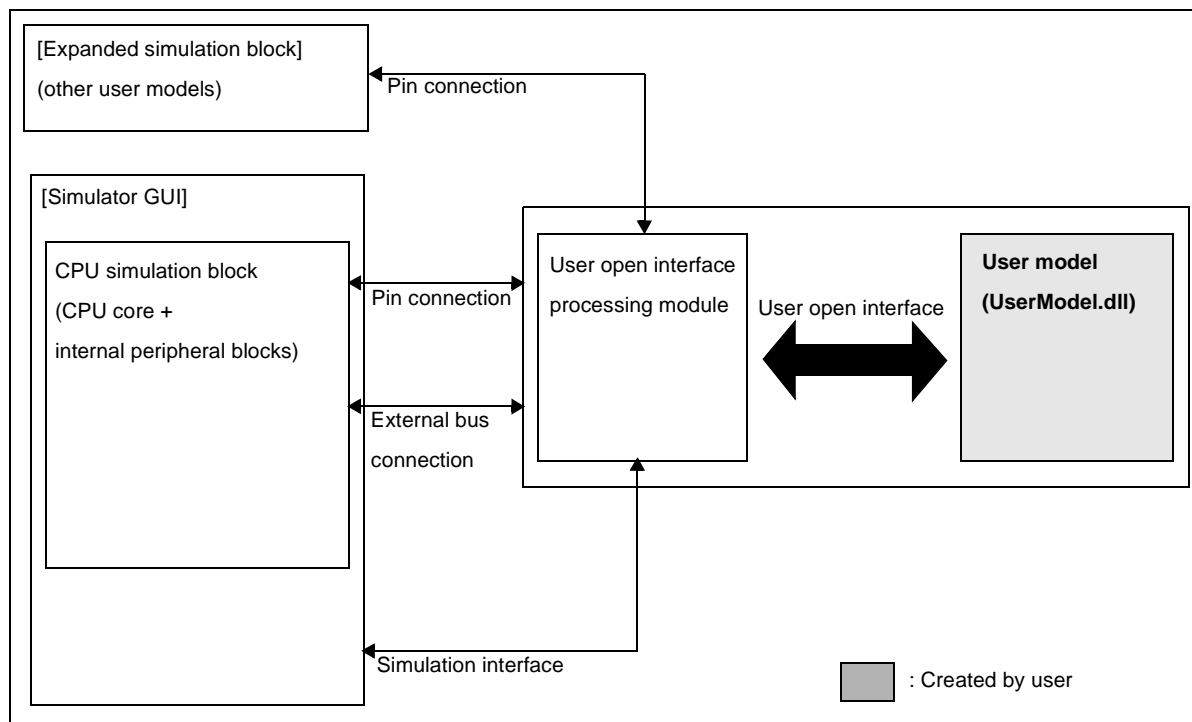 [Expanded simulation block]
(other user models)
Pin connection
[Simulator GUI]
CPU simulation block
(CPU core +
internal peripheral blocks)
Pin connection
External bus
connection
User open interface
processing module
User open interface
User model
(UserModel.dll)
Simulation interface
: Created by user